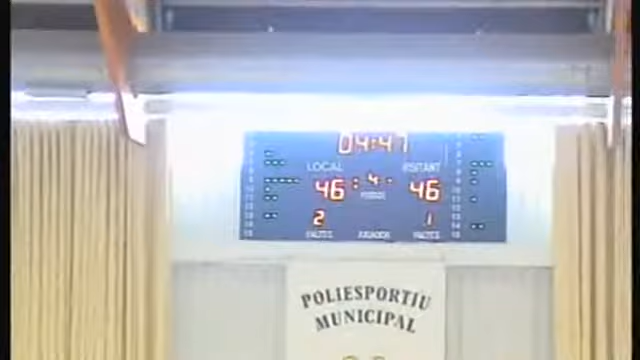 04:47
LOCAL VISITANT
46 : 4 46
PERIODE
2 1
FALTES JUGADOR FALTES
POLIESPORTIU
MUNICIPAL